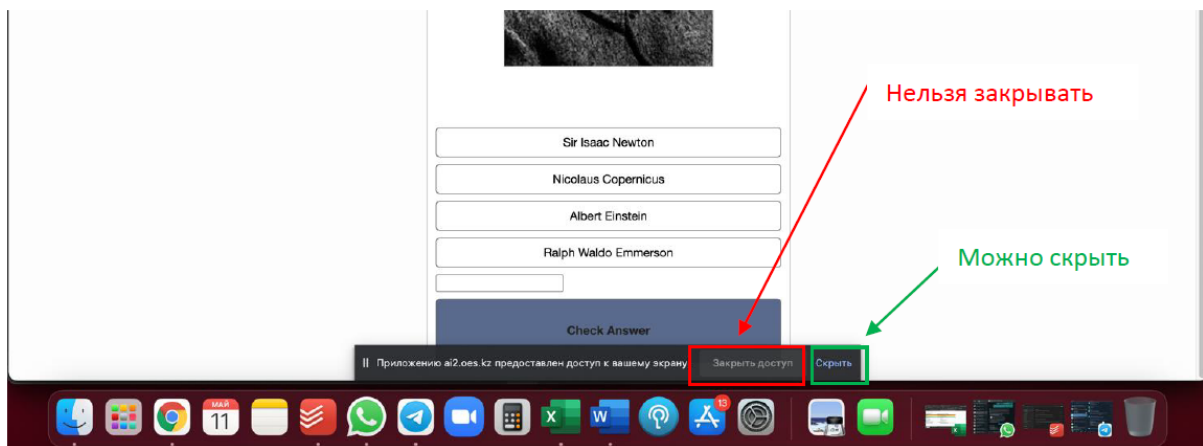 Нельзя закрывать
Sir Isaac Newton
Nicolaus Copernicus
Albert Einstein
Ralph Waldo Emmerson
Можно скрыть
Check Answer
Приложению ai2.oes.kz предоставлен доступ к вашему экрану
Закрыть доступ
Скрыть
МАЙ
11
13
X
W